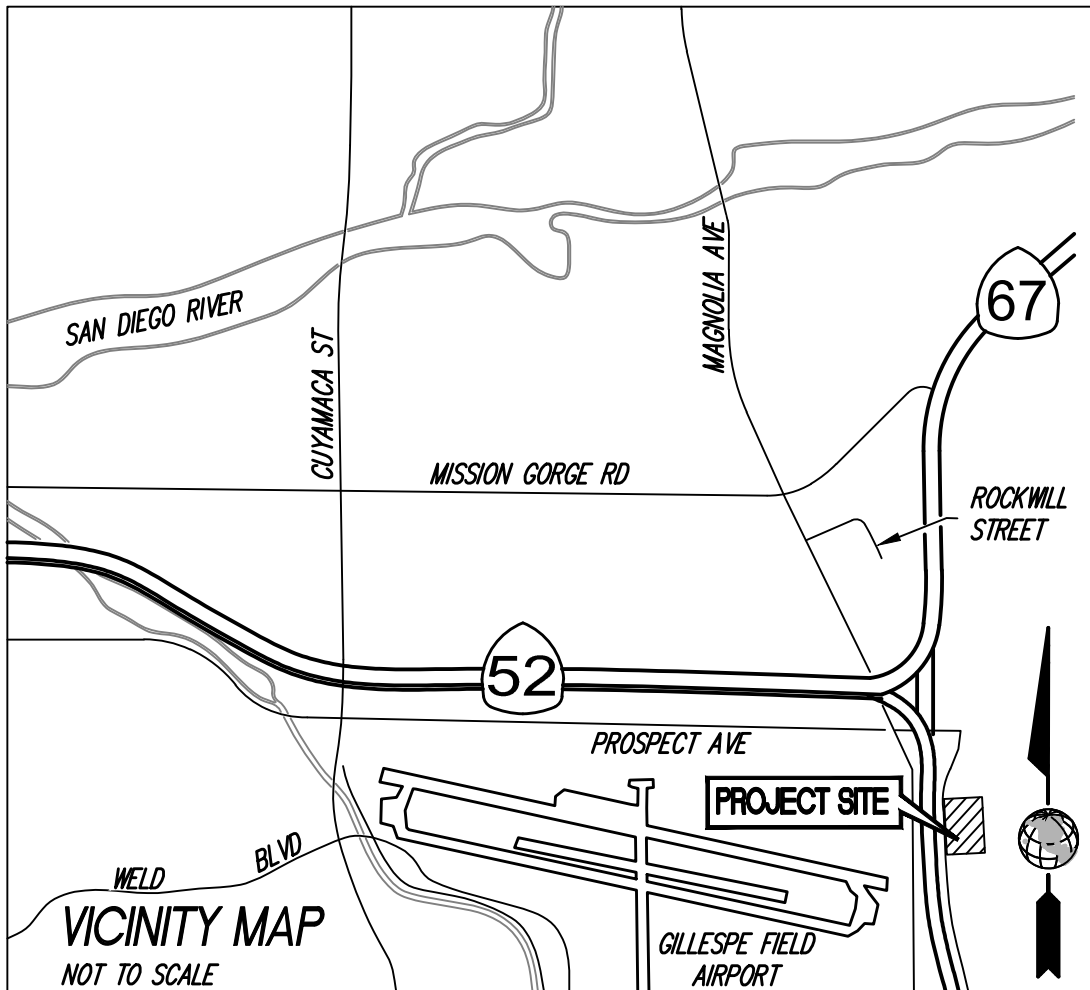 67
SAN DIEGO RIVER
MAGNOLIA AVE
CUYAMACA ST
MISSION GORGE RD
ROCKWILL
STREET
52
PROSPECT AVE
PROJECT SITE
WELD BLVD
VICINITY MAP
NOT TO SCALE
GILLESPE FIELD
AIRPORT